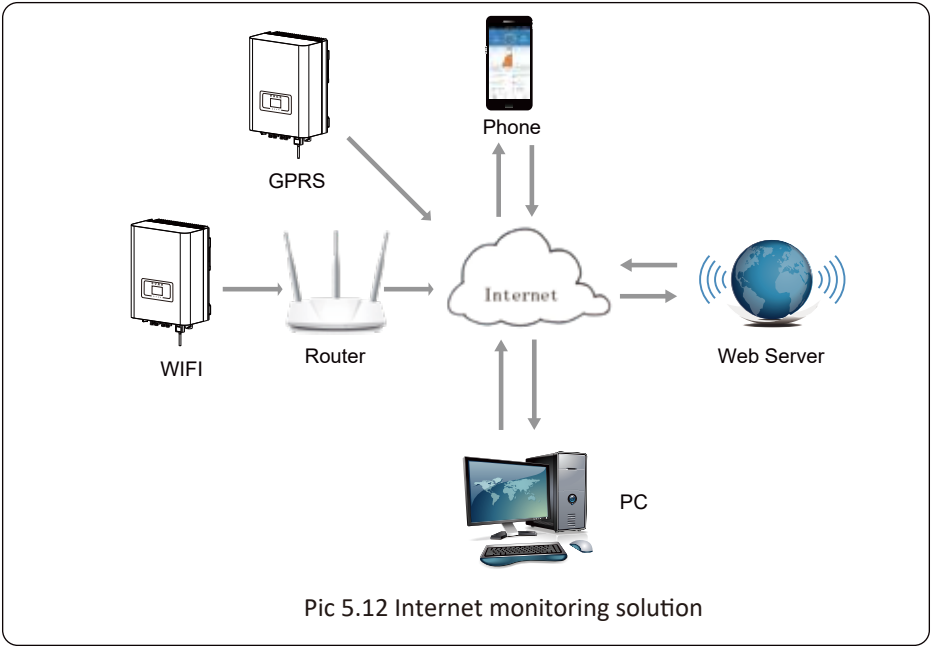 Phone
GPRS
Internet
WIFI
Router
Web Server
PC
Pic 5.12 Internet monitoring solution